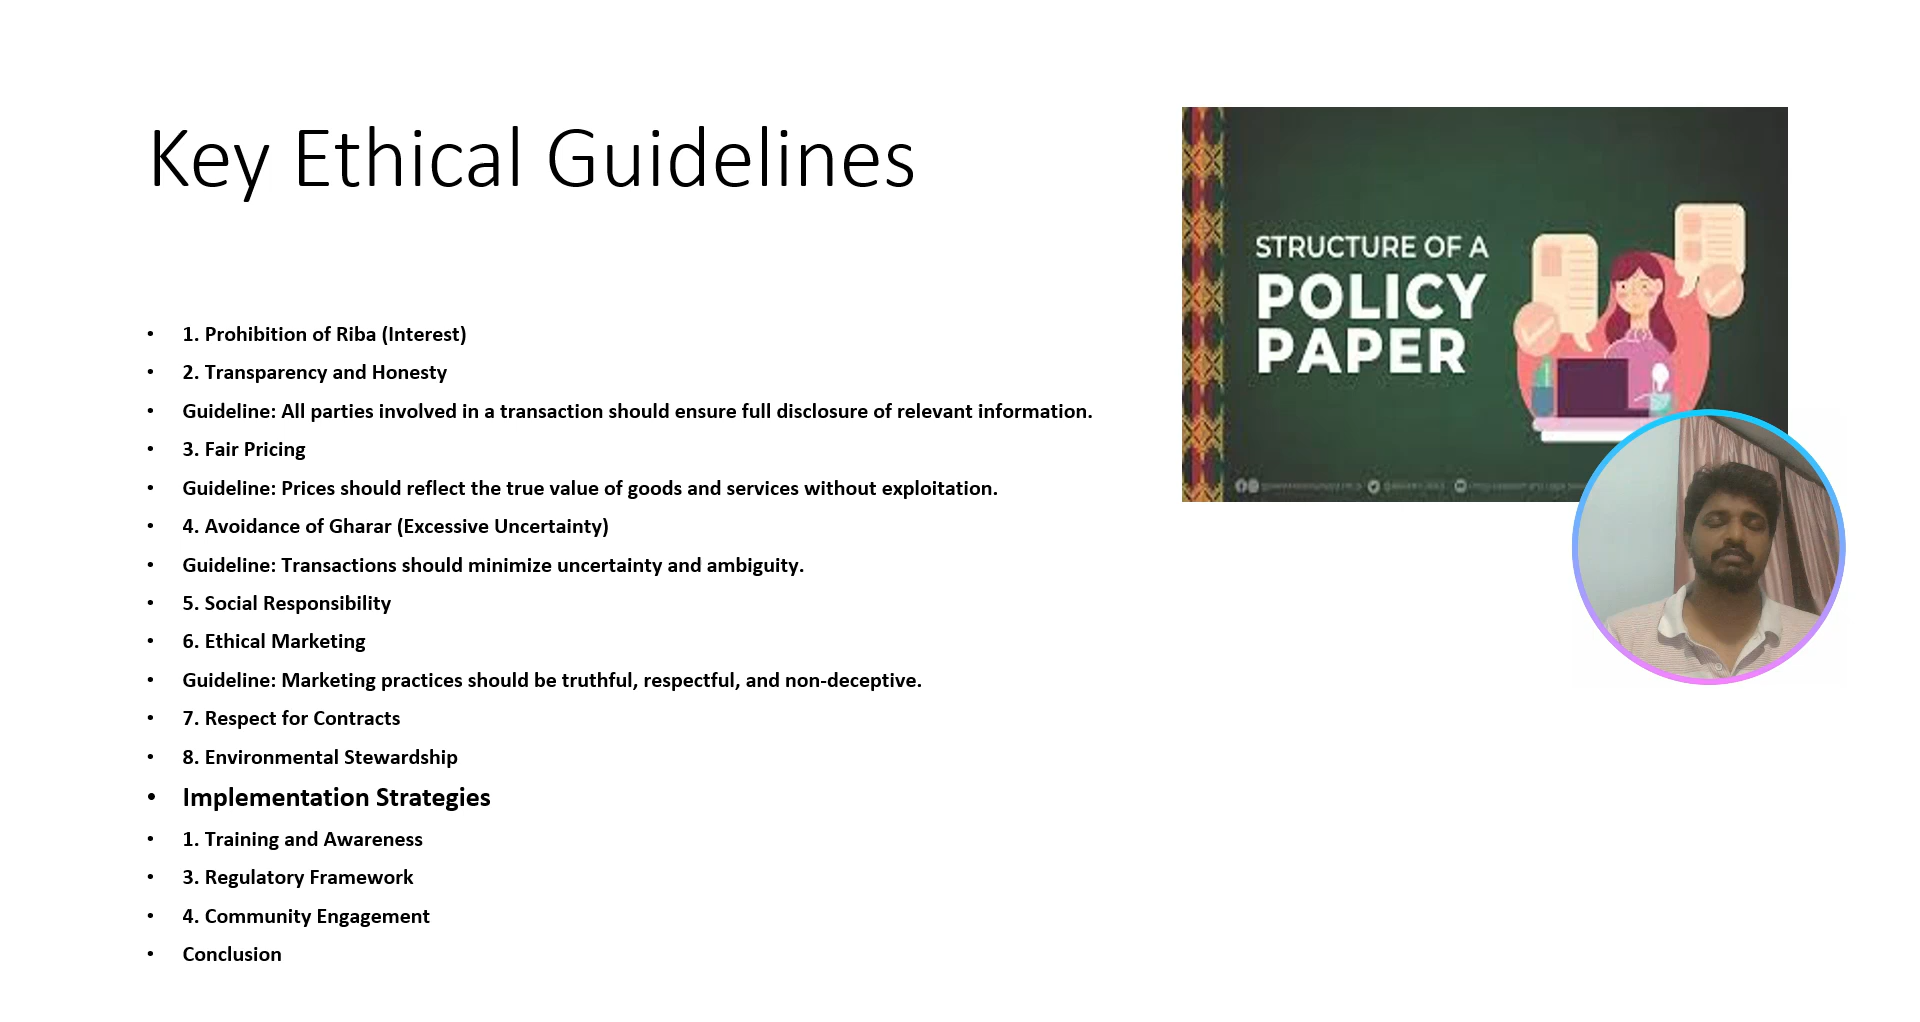 Key Ethical Guidelines
• 1. Prohibition of Riba (Interest)
• 2. Transparency and Honesty
• Guideline: All parties involved in a transaction should ensure full disclosure of relevant information.
• 3. Fair Pricing
• Guideline: Prices should reflect the true value of goods and services without exploitation.
• 4. Avoidance of Gharar (Excessive Uncertainty)
• Guideline: Transactions should minimize uncertainty and ambiguity.
• 5. Social Responsibility
• 6. Ethical Marketing
• Guideline: Marketing practices should be truthful, respectful, and non-deceptive.
• 7. Respect for Contracts
• 8. Environmental Stewardship
• Implementation Strategies
• 1. Training and Awareness
• 3. Regulatory Framework
• 4. Community Engagement
• Conclusion
STRUCTURE OF A
POLICY
PAPER